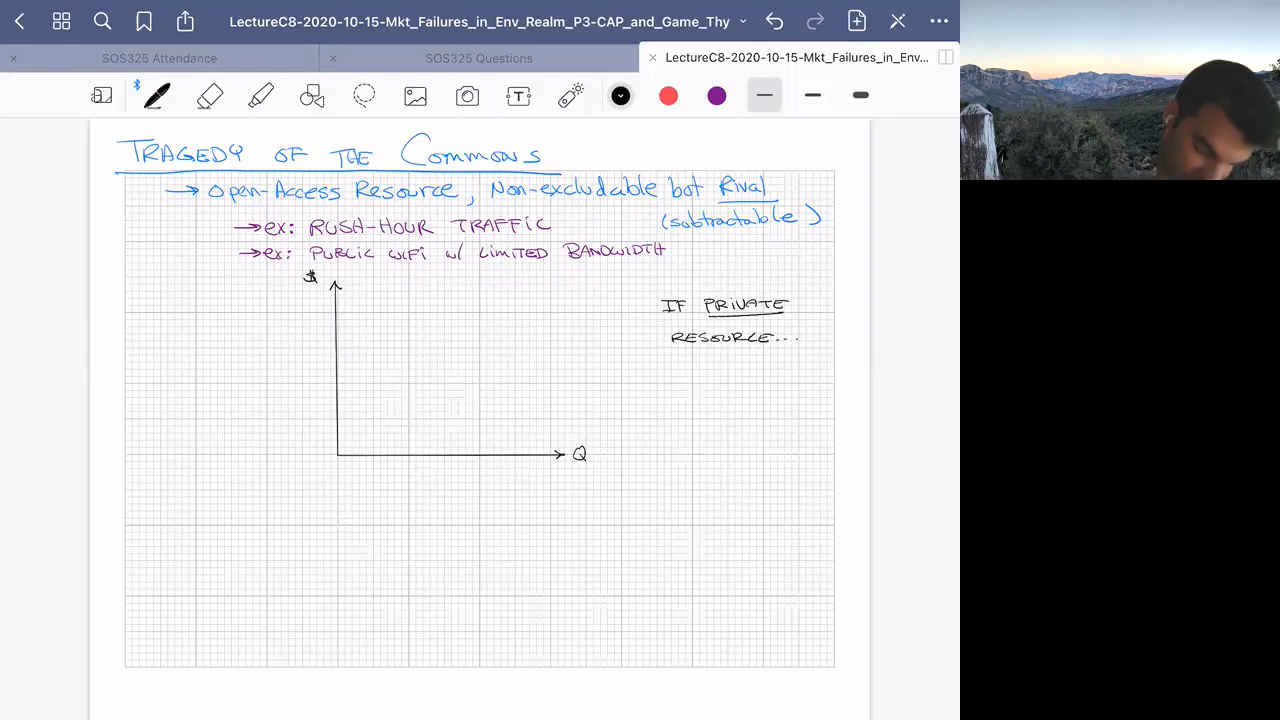 LectureC8-2020-10-15-Mkt_Failures_in_Env_Realm_P3-CAP_and_Game_Thy
SOS325 Attendance
SOS325 Questions
LectureC8-2020-10-15-Mkt_Failures_in_Env...
TRAGEDY OF THE COMMONS
→ Open-Access Resource, Non-excludable bot Rival
(subtractable)
→ex: RUSH-HOUR TRAFFIC
→ex: PUBLIC WIFI w/ LIMITED BANDWIDTH
$
IF PRIVATE
RESOURCE...
Q